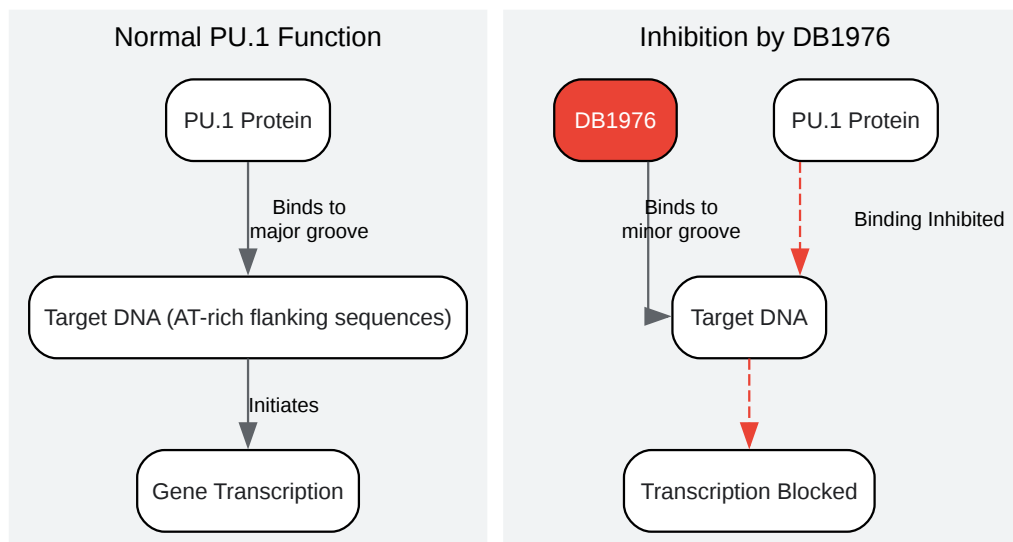 Normal PU.1 Function
PU.1 Protein
Binds to
major groove
Target DNA (AT-rich flanking sequences)
Initiates
Gene Transcription
Inhibition by DB1976
DB1976
PU.1 Protein
Binds to
minor groove
Binding Inhibited
Target DNA
Transcription Blocked